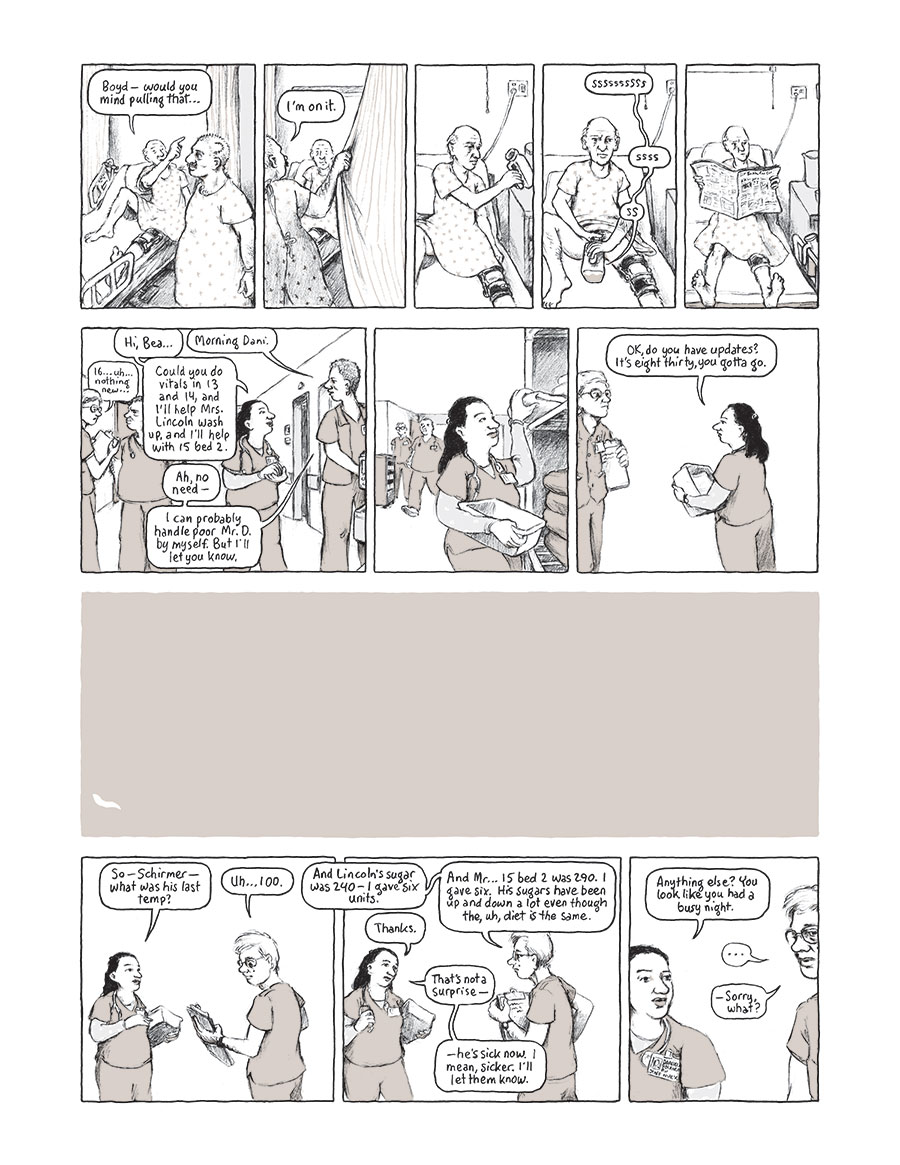 Boyd— would you
mind pulling that...
I'm on it.
ssssssssss
ssss
ss
Hi, Bea...
Morning Dani.
16...uh...
nothing
new...
Could you do
vitals in 13
and 14, and
I'll help Mrs.
Lincoln wash
up, and I'll help
with 15 bed 2.
Ah, no
need—
I can probably
handle poor Mr. D.
by myself. But I'll
let you know.
OK, do you have updates?
It's eight thirty, you gotta go.
So—Schirmer—
what was his last
temp?
Uh...100.
And Lincoln's sugar
was 240—I gave six
units.
And Mr... 15 bed 2 was 290. I
gave six. His sugars have been
up and down a lot even though
the, uh, diet is the same.
Thanks.
That's not a
surprise—
—he's sick now. I
mean, sicker. I'll
let them know.
Anything else? You
look like you had a
busy night.
...
—Sorry,
what?